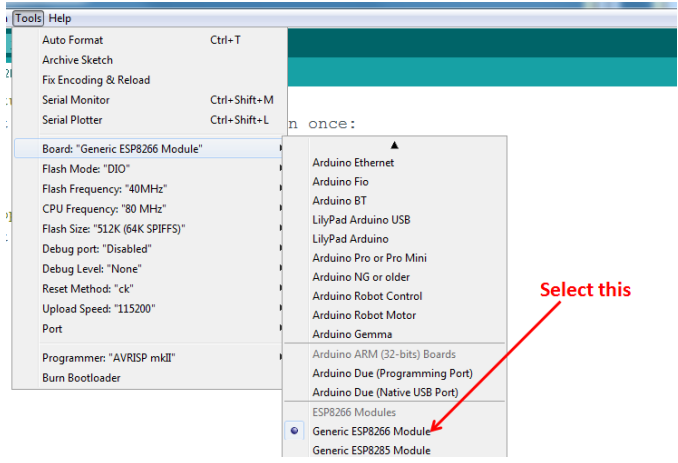 Tools Help
Auto Format Ctrl+T
Archive Sketch
Fix Encoding & Reload
Serial Monitor Ctrl+Shift+M
Serial Plotter Ctrl+Shift+L
n once:
Board: "Generic ESP8266 Module"
Flash Mode: "DIO"
Flash Frequency: "40MHz"
CPU Frequency: "80 MHz"
Flash Size: "512K (64K SPIFFS)"
Debug port: "Disabled"
Debug Level: "None"
Reset Method: "ck"
Upload Speed: "115200"
Port
Programmer: "AVRISP mkII"
Burn Bootloader
Arduino Ethernet
Arduino Fio
Arduino BT
LilyPad Arduino USB
LilyPad Arduino
Arduino Pro or Pro Mini
Arduino NG or older
Arduino Robot Control
Arduino Robot Motor
Arduino Gemma
Arduino ARM (32-bits) Boards
Arduino Due (Programming Port)
Arduino Due (Native USB Port)
ESP8266 Modules
Generic ESP8266 Module
Generic ESP8285 Module
Select this